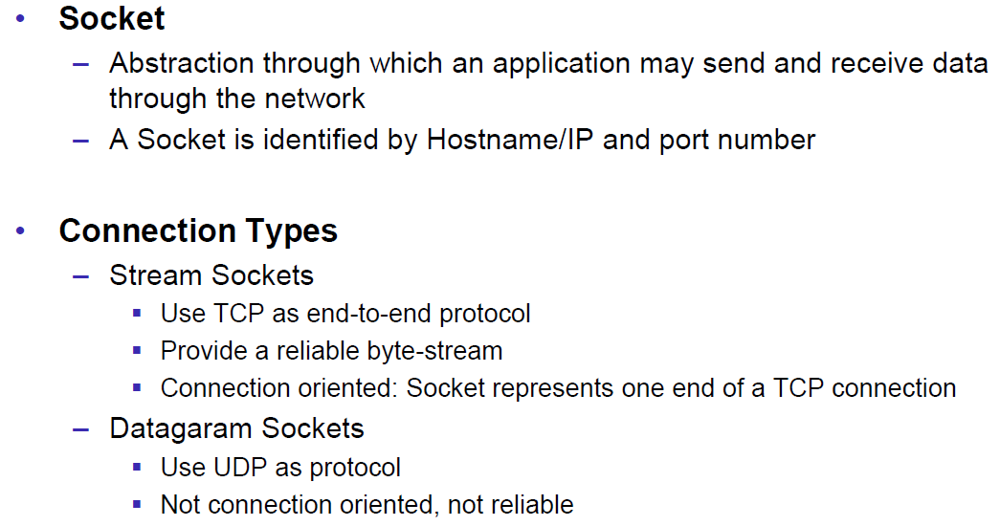 • Socket
– Abstraction through which an application may send and receive data
through the network
– A Socket is identified by Hostname/IP and port number
• Connection Types
– Stream Sockets
▪ Use TCP as end-to-end protocol
▪ Provide a reliable byte-stream
▪ Connection oriented: Socket represents one end of a TCP connection
– Datagaram Sockets
▪ Use UDP as protocol
▪ Not connection oriented, not reliable